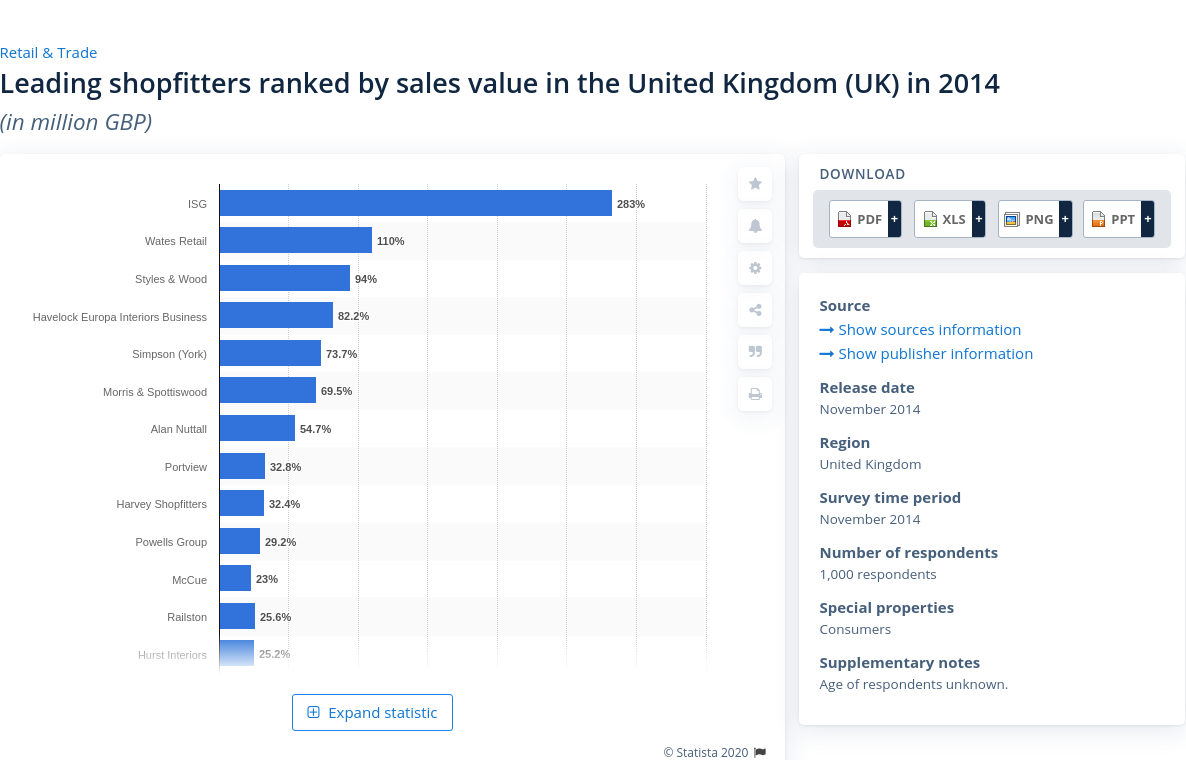 Retail & Trade
Leading shopfitters ranked by sales value in the United Kingdom (UK) in 2014
(in million GBP)
ISG 283%
Wates Retail 110%
Styles & Wood 94%
Havelock Europa Interiors Business 82.2%
Simpson (York) 73.7%
Morris & Spottiswood 69.5%
Alan Nuttall 54.7%
Portview 32.8%
Harvey Shopfitters 32.4%
Powells Group 29.2%
McCue 23%
Railston 25.6%
Hurst Interiors 25.2%
Expand statistic
© Statista 2020
DOWNLOAD
PDF + XLS + PNG + PPT +
Source
Show sources information
Show publisher information
Release date
November 2014
Region
United Kingdom
Survey time period
November 2014
Number of respondents
1,000 respondents
Special properties
Consumers
Supplementary notes
Age of respondents unknown.